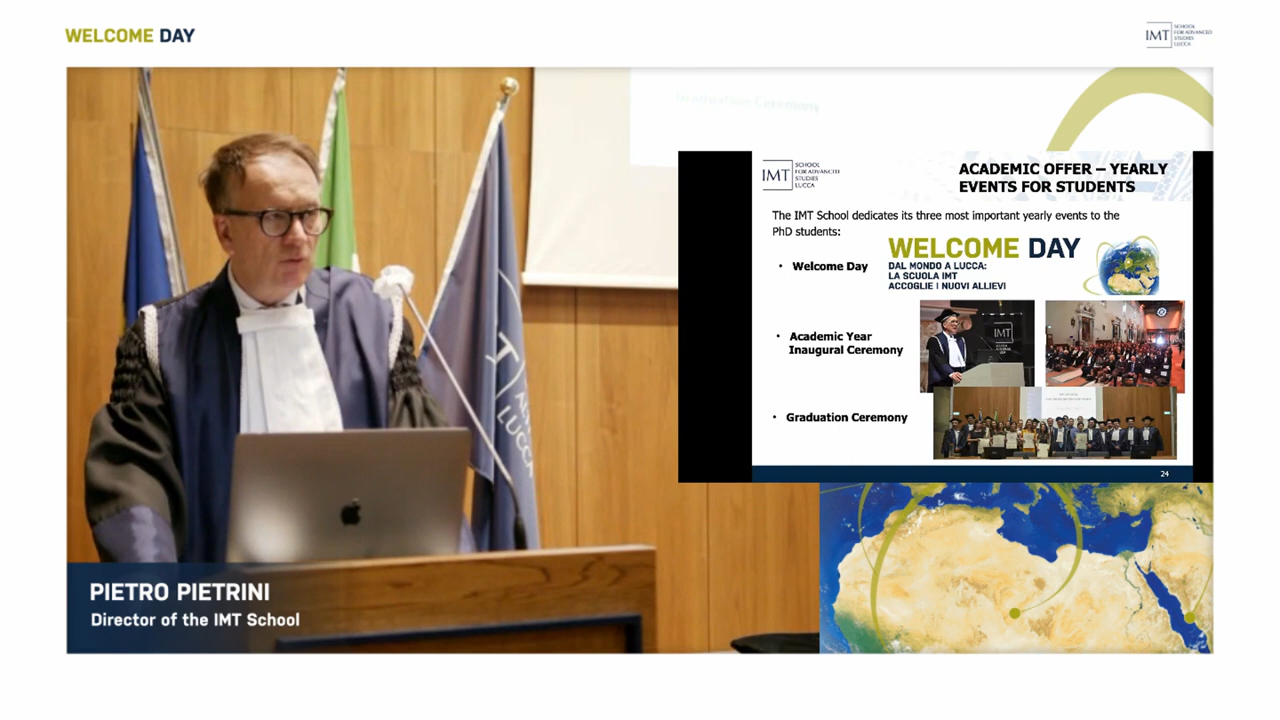 WELCOME DAY
IMT
SCHOOL
FOR ADVANCED
STUDIES
LUCCA
Graduation Ceremony
IMT
SCHOOL
FOR ADVANCED
STUDIES
LUCCA
ACADEMIC OFFER – YEARLY
EVENTS FOR STUDENTS
The IMT School dedicates its three most important yearly events to the
PhD students:
• Welcome Day
WELCOME DAY
DAL MONDO A LUCCA:
LA SCUOLA IMT
ACCOGLIE I NUOVI ALLIEVI
• Academic Year
Inaugural Ceremony
IMT
• Graduation Ceremony
24
LUCCA
PIETRO PIETRINI
Director of the IMT School